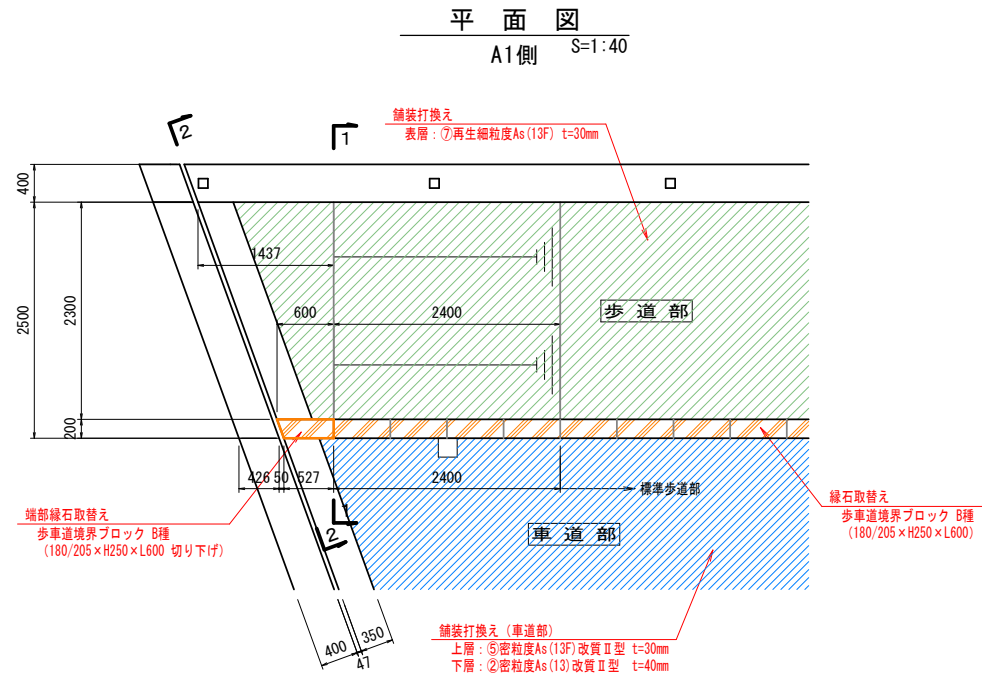 平 面 図
A1側 S=1:40
舗装打換え
表層：⑦再生細粒度As(13F) t=30mm
2
1
400
1437
2500
2300
600
2400
歩 道 部
200
426 50 527
2400
標準歩道部
端部縁石取替え
歩車道境界ブロック B種
(180/205×H250×L600 切り下げ)
縁石取替え
歩車道境界ブロック B種
(180/205×H250×L600)
1
2
車 道 部
舗装打換え（車道部）
上層：⑤密粒度As(13F)改質Ⅱ型 t=30mm
下層：②密粒度As(13)改質Ⅱ型 t=40mm
400
47
350